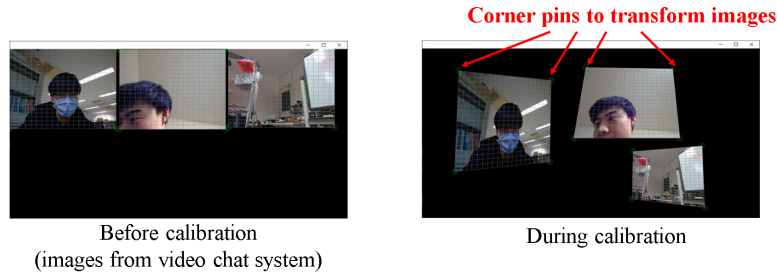 Corner pins to transform images
Before calibration
(images from video chat system)
During calibration